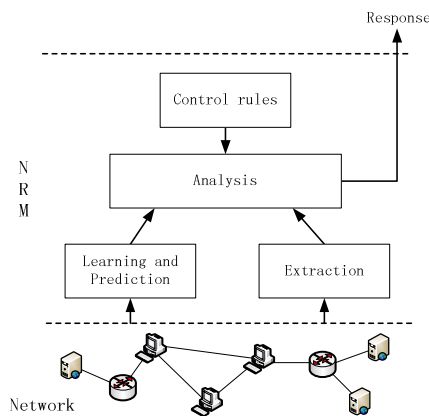 Response
Control rules
N
R
M
Analysis
Learning and
Prediction
Extraction
Network